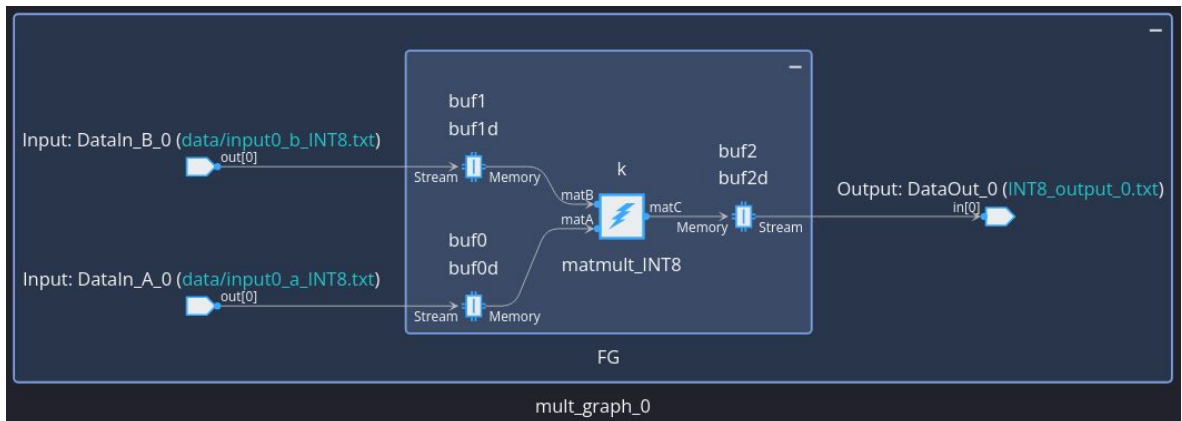 buf1
buf1d
Input: DataIn_B_0 (data/input0_b_INT8.txt)
out[0]
Stream
Memory
buf2
buf2d
k
matB
matA
matC
Memory
Stream
Output: DataOut_0 (INT8_output_0.txt)
in[0]
buf0
buf0d
matmult_INT8
Input: DataIn_A_0 (data/input0_a_INT8.txt)
out[0]
Stream
Memory
FG
mult_graph_0